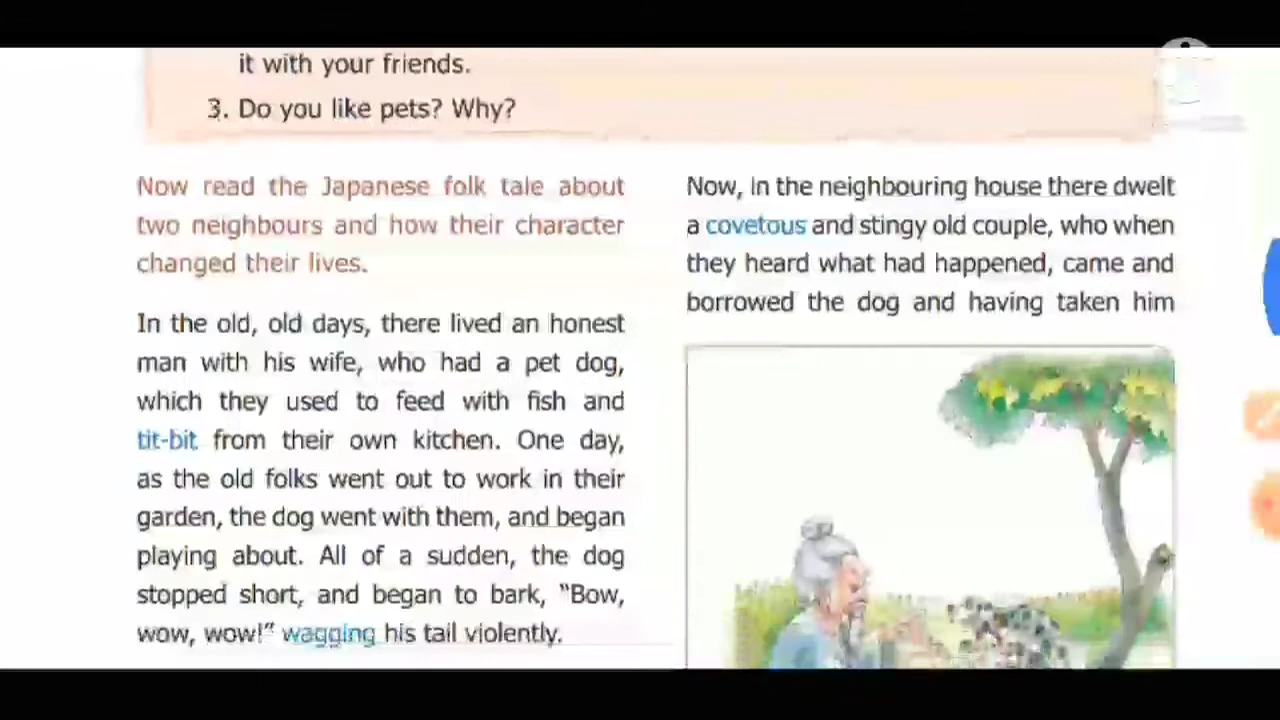 it with your friends.
3. Do you like pets? Why?
Now read the Japanese folk tale about
two neighbours and how their character
changed their lives.
In the old, old days, there lived an honest
man with his wife, who had a pet dog,
which they used to feed with fish and
tit-bit from their own kitchen. One day,
as the old folks went out to work in their
garden, the dog went with them, and began
playing about. All of a sudden, the dog
stopped short, and began to bark, “Bow,
wow, wow!” wagging his tail violently.
Now, in the neighbouring house there dwelt
a covetous and stingy old couple, who when
they heard what had happened, came and
borrowed the dog and having taken him